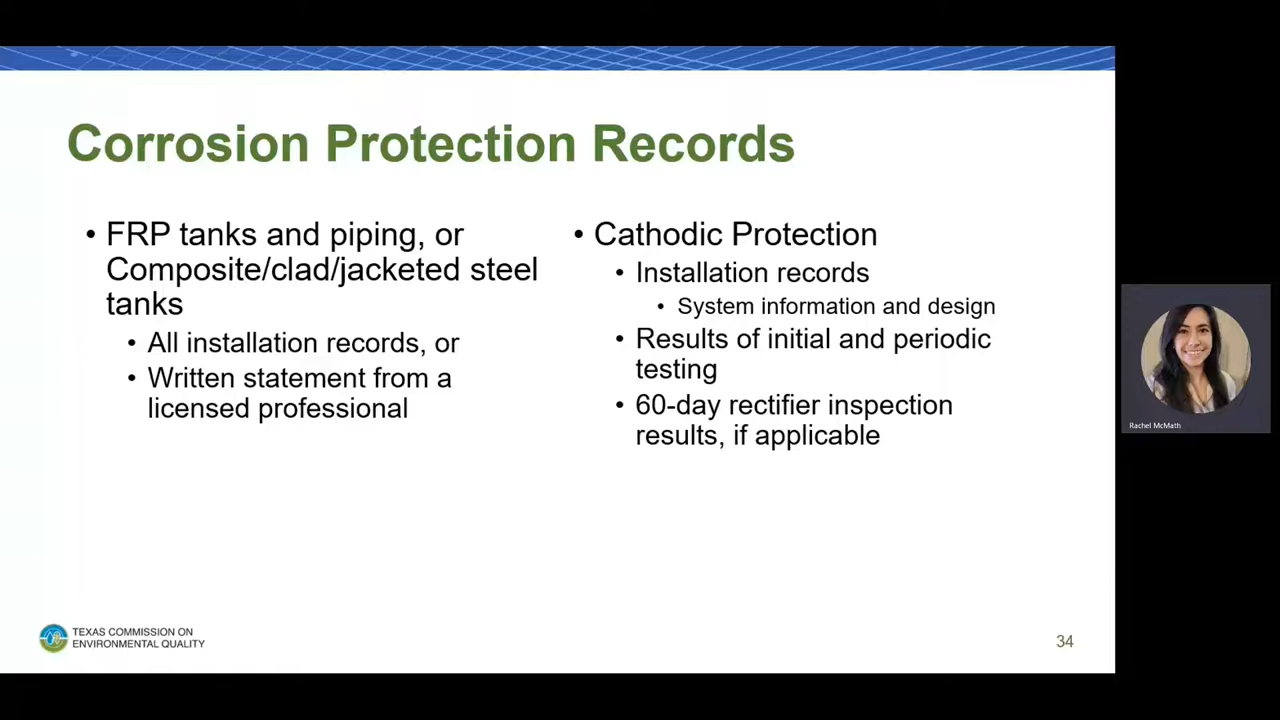 Corrosion Protection Records
• FRP tanks and piping, or
Composite/clad/jacketed steel
tanks
• All installation records, or
• Written statement from a
licensed professional
• Cathodic Protection
• Installation records
• System information and design
• Results of initial and periodic
testing
• 60-day rectifier inspection
results, if applicable
Rachel McMath
TEXAS COMMISSION ON
ENVIRONMENTAL QUALITY
34